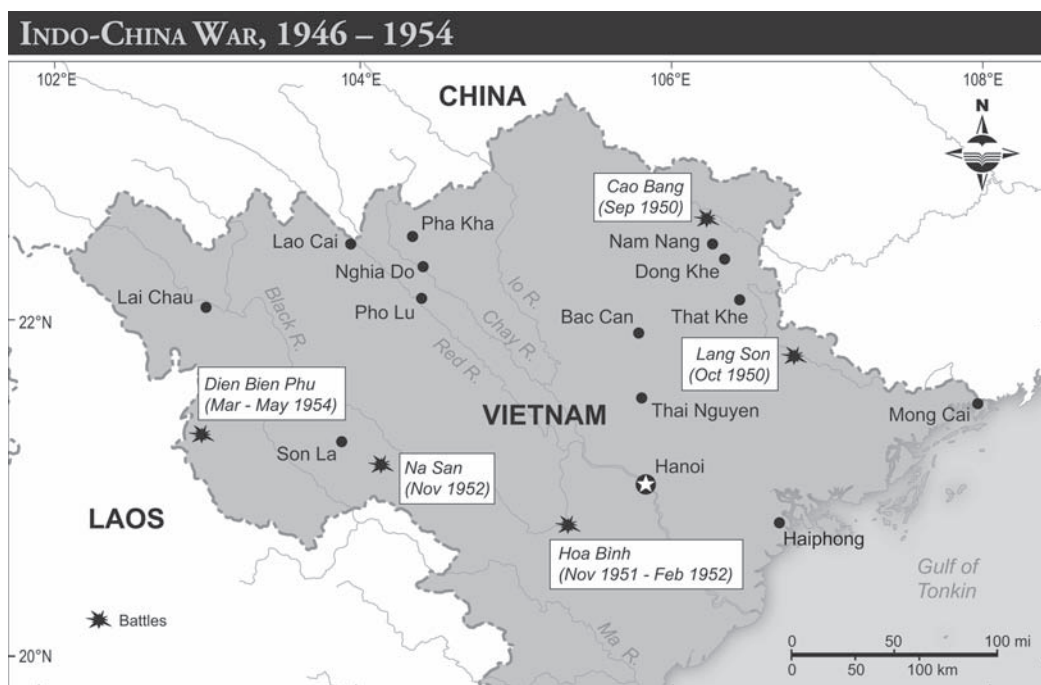 INDO-CHINA WAR, 1946 – 1954
102°E
104°E
106°E
108°E
CHINA
N
Cao Bang
(Sep 1950)
Pha Kha
Lao Cai
Nam Nang
Nghia Do
Dong Khe
Io R.
Lai Chau
Black R.
Pho Lu
Chay R.
Bac Can
That Khe
22°N
22°N
Red R.
Lang Son
(Oct 1950)
Dien Bien Phu
(Mar - May 1954)
VIETNAM
Thai Nguyen
Mong Cai
Son La
Na San
(Nov 1952)
Hanoi
LAOS
Haiphong
Hoa Binh
(Nov 1951 - Feb 1952)
Gulf of
Tonkin
Battles
Ma R.
0 50 100 mi
0 50 100 km
20°N
20°N